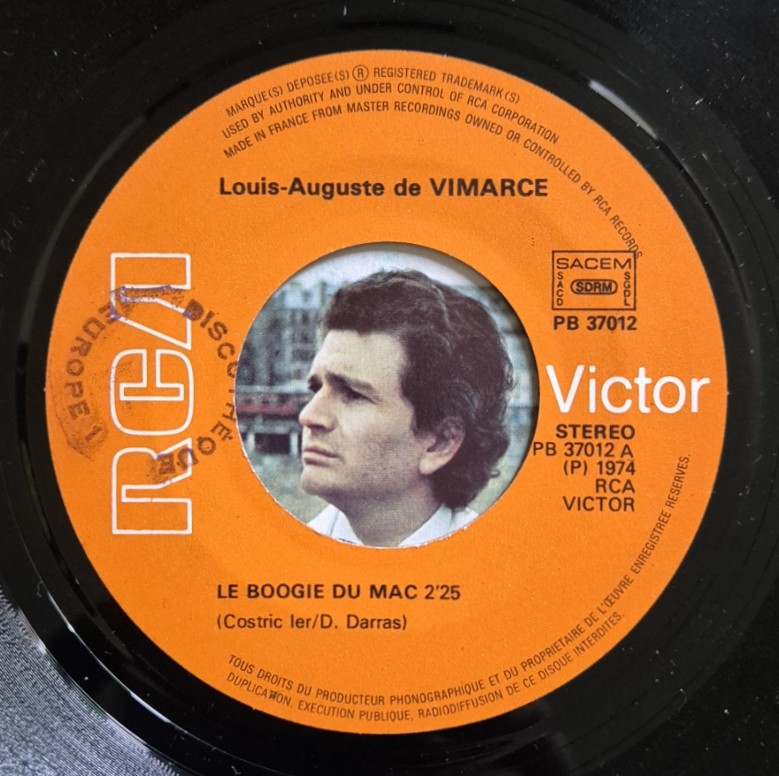 MARQUE(S) DEPOSEE(S) ® REGISTERED TRADEMARK(S)
USED BY AUTHORITY AND UNDER CONTROL OF RCA CORPORATION
MADE IN FRANCE FROM MASTER RECORDINGS OWNED OR CONTROLLED BY RCA RECORDS
Louis-Auguste de VIMARCE
SACEM
SACD SDRM SGDL
PB 37012
RCA
Victor
DISCOTHEQUE
EUROPE 1
STEREO
PB 37012 A
(P) 1974
RCA
VICTOR
LE BOOGIE DU MAC 2'25
(Costric Ier/D. Darras)
TOUS DROITS DU PRODUCTEUR PHONOGRAPHIQUE ET DU PROPRIETAIRE DE L'ŒUVRE ENREGISTREE RESERVES.
DUPLICATION, EXECUTION PUBLIQUE, RADIODIFFUSION DE CE DISQUE INTERDITES.